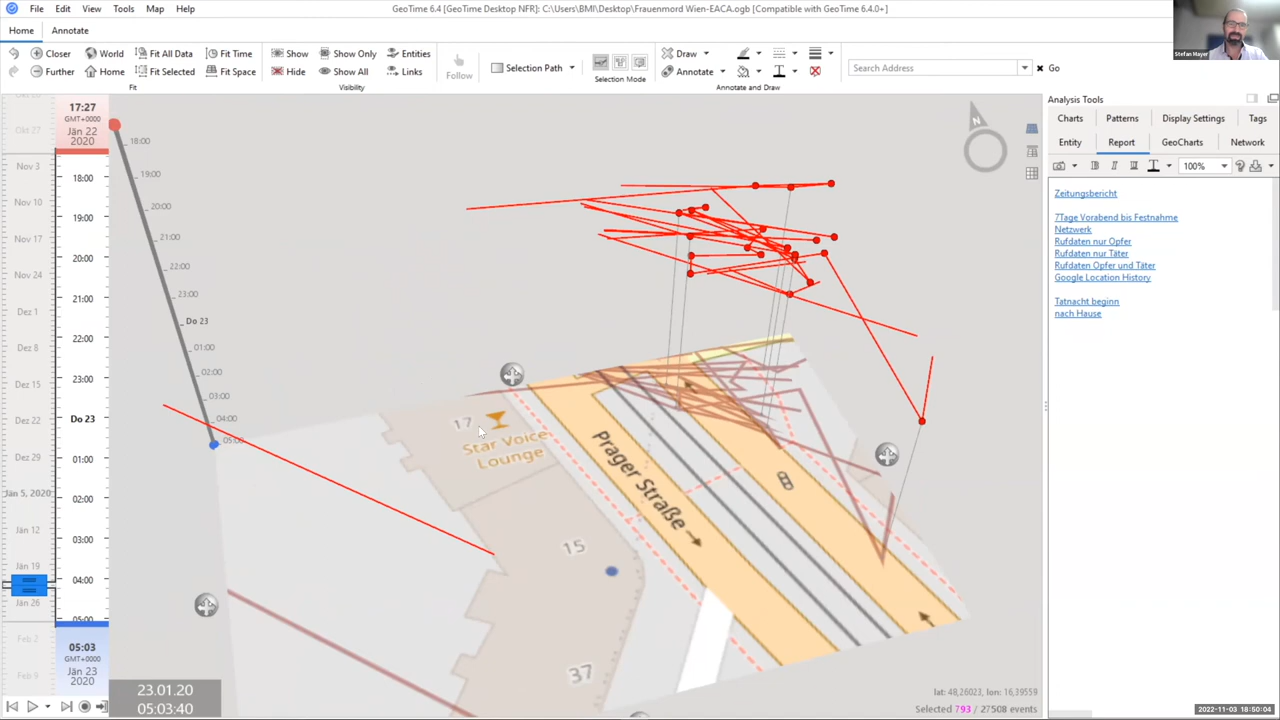 GeoTime 6.4 [GeoTime Desktop NFR]: C:\Users\BMI\Desktop\Frauenmord Wien-EACA.ogb [Compatible with GeoTime 6.4.0+]
File Edit View Tools Map Help
Home Annotate
Closer World Fit All Data Fit Time Show Show Only Entities
Further Home Fit Selected Fit Space Hide Show All Links
Follow
Selection Path
Draw
Annotate
Search Address Go
Fit Visibility Selection Mode Annotate and Draw
Stefan Mayer
17:27
GMT+0000
Jän 22
2020
Okt 27
Nov 3
Nov 10
Nov 17
Nov 24
Dez 1
Dez 8
Dez 15
Dez 22
Dez 29
Jän 5, 2020
Jän 12
Jän 19
Jän 26
Feb 2
Feb 9
18:00
19:00
20:00
21:00
22:00
23:00
Do 23
01:00
02:00
03:00
04:00
05:00
05:03
GMT+0000
Jän 23
2020
18:00
19:00
20:00
21:00
22:00
23:00
Do 23
01:00
02:00
03:00
04:00
05:00
N
17
Star Voice
Lounge
Prager Straße
15
37
23.01.20
05:03:40
lat: 48,26023, lon: 16,39559
Selected 793 / 27508 events
Analysis Tools
Charts Patterns Display Settings Tags
Entity Report GeoCharts Network
B I U T 100%
Zeitungsbericht
7Tage Vorabend bis Festnahme
Netzwerk
Rufdaten nur Opfer
Rufdaten nur Täter
Rufdaten Opfer und Täter
Google Location History
Tatnacht beginn
nach Hause
2022-11-03 18:50:04